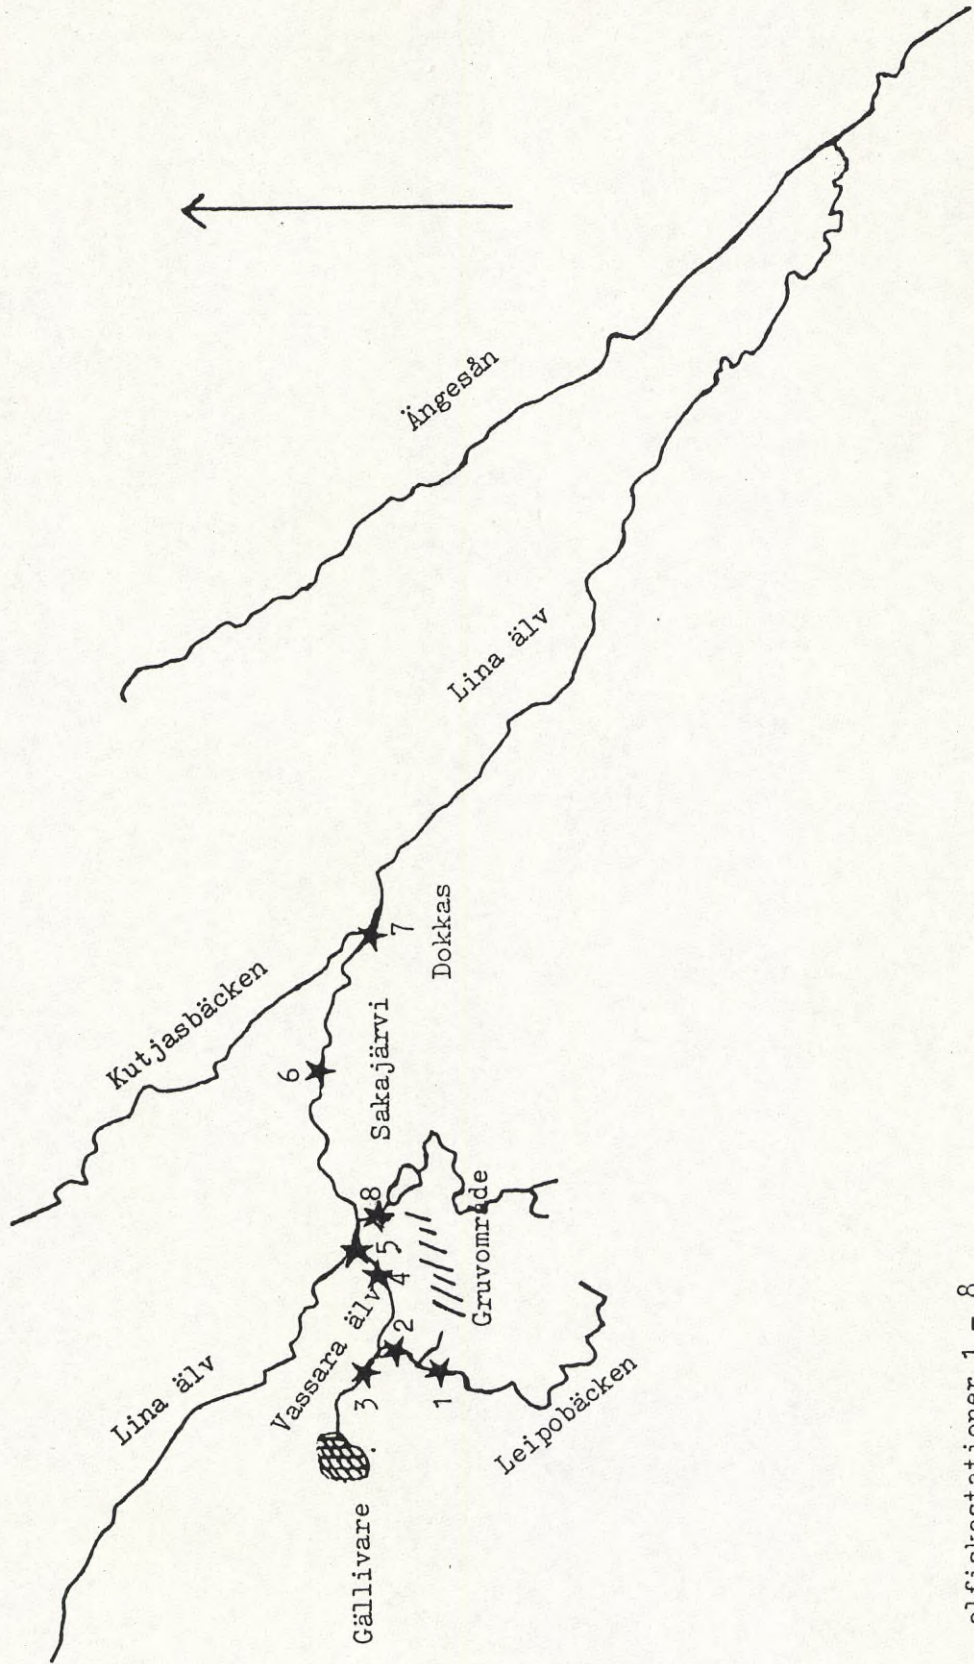 Ängesån
Lina älv
Kutjasbäcken
7
Dokkas
6
Sakajärvi
8
5
4
Gruvområde
Lina älv
Vassara älv
2
3
1
Leipobäcken
Gällivare
elfiskestationer 1 - 8